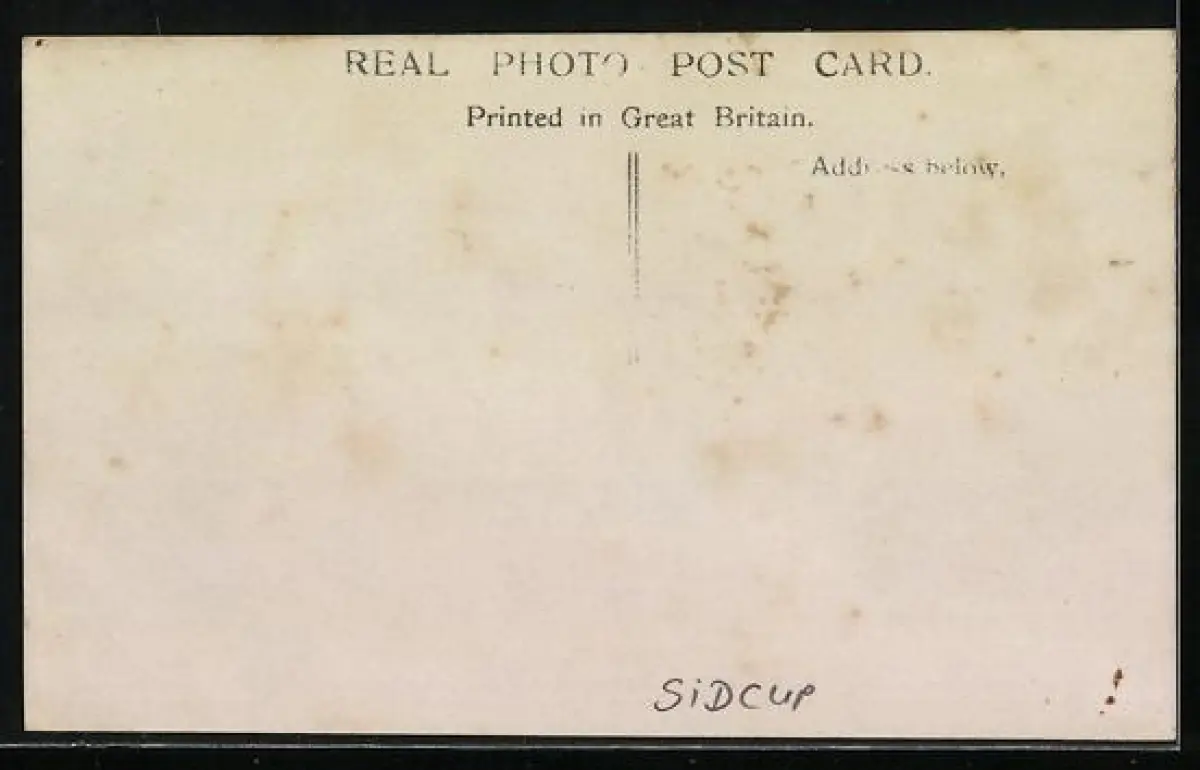 REAL PHOTO POST CARD.
Printed in Great Britain.
Address below.
SiDCUP